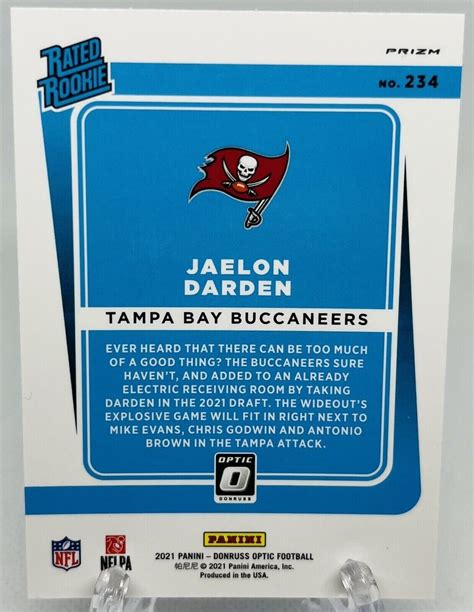 RATED
ROOKIE
PRIZM
NO. 234
JAELON
DARDEN
TAMPA BAY BUCCANEERS
EVER HEARD THAT THERE CAN BE TOO MUCH
OF A GOOD THING? THE BUCCANEERS SURE
HAVEN'T, AND ADDED TO AN ALREADY
ELECTRIC RECEIVING ROOM BY TAKING
DARDEN IN THE 2021 DRAFT. THE WIDEOUT'S
EXPLOSIVE GAME WILL FIT IN RIGHT NEXT TO
MIKE EVANS, CHRIS GODWIN AND ANTONIO
BROWN IN THE TAMPA ATTACK.
OPTIC
DONRUSS
NFL
NFLPA
PANINI
2021 PANINI – DONRUSS OPTIC FOOTBALL
帕尼尼 © 2021 Panini America, Inc.
Produced in the USA.